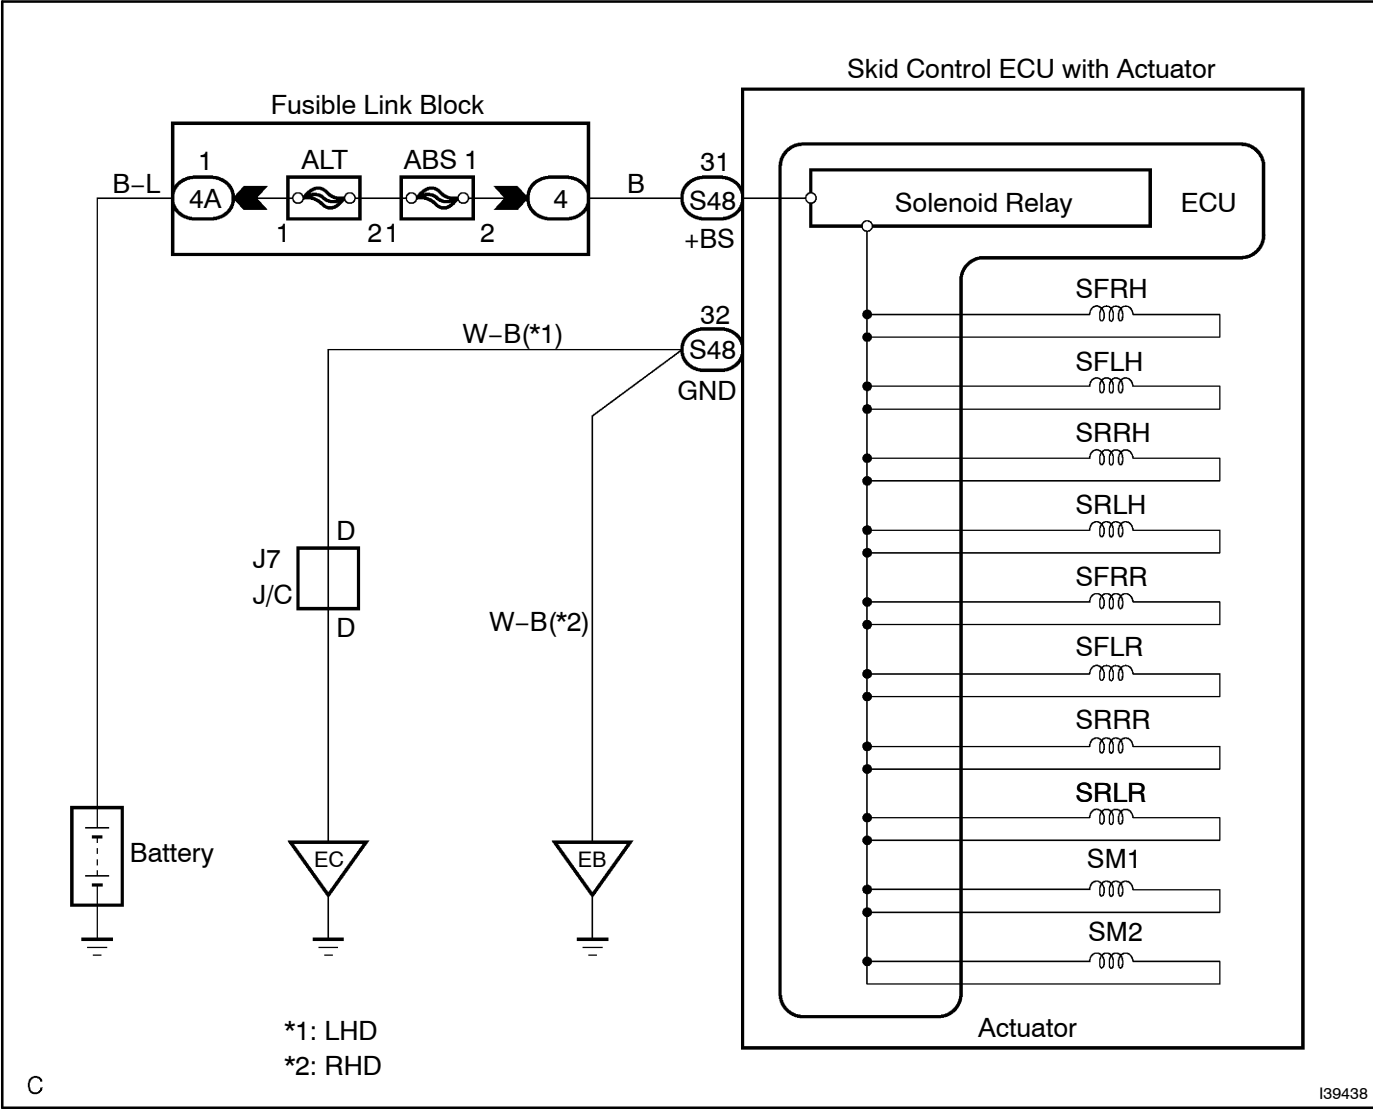 Skid Control ECU with Actuator
Fusible Link Block
1
ALT
ABS 1
31
B–L
4A
4
B
S48
Solenoid Relay
ECU
1
2
1
2
+BS
SFRH
32
W–B(*1)
S48
SFLH
GND
SRRH
SRLH
D
J7
J/C
SFRR
D
W–B(*2)
SFLR
SRRR
SRLR
Battery
EC
EB
SM1
SM2
*1: LHD
Actuator
*2: RHD
C
I39438